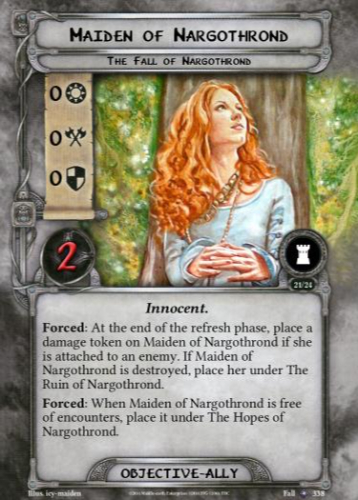 MAIDEN OF NARGOTHROND
THE FALL OF NARGOTHROND
0
0
0
2
21/24
Innocent.
Forced: At the end of the refresh phase, place a
damage token on Maiden of Nargothrond if she
is attached to an enemy. If Maiden of
Nargothrond is destroyed, place her under The
Ruin of Nargothrond.
Forced: When Maiden of Nargothrond is free
of encounters, place it under The Hopes of
Nargothrond.
OBJECTIVE-ALLY
Illus. icy-maiden
FaN
338